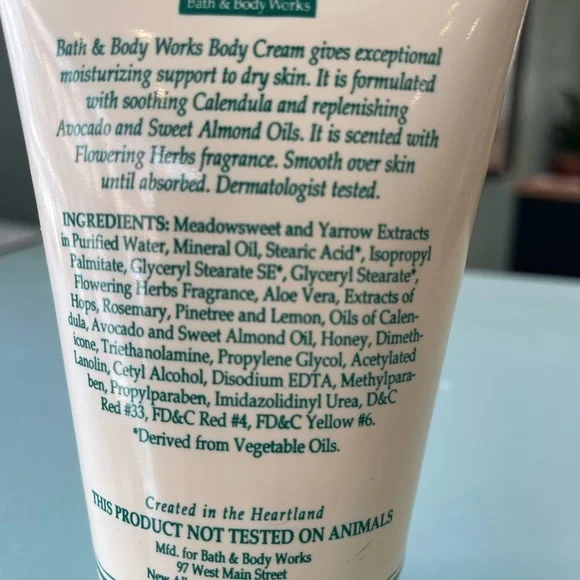 Bath & Body Works
Bath & Body Works Body Cream gives exceptional
moisturizing support to dry skin. It is formulated
with soothing Calendula and replenishing
Avocado and Sweet Almond Oils. It is scented with
Flowering Herbs fragrance. Smooth over skin
until absorbed. Dermatologist tested.
INGREDIENTS: Meadowsweet and Yarrow Extracts
in Purified Water, Mineral Oil, Stearic Acid*, Isopropyl
Palmitate, Glyceryl Stearate SE*, Glyceryl Stearate*,
Flowering Herbs Fragrance, Aloe Vera, Extracts of
Hops, Rosemary, Pinetree and Lemon, Oils of Calen-
dula, Avocado and Sweet Almond Oil, Honey, Dimeth-
icone, Triethanolamine, Propylene Glycol, Acetylated
Lanolin, Cetyl Alcohol, Disodium EDTA, Methylpara-
ben, Propylparaben, Imidazolidinyl Urea, D&C
Red #33, FD&C Red #4, FD&C Yellow #6.
*Derived from Vegetable Oils.
Created in the Heartland
THIS PRODUCT NOT TESTED ON ANIMALS
Mfd. for Bath & Body Works
97 West Main Street
New